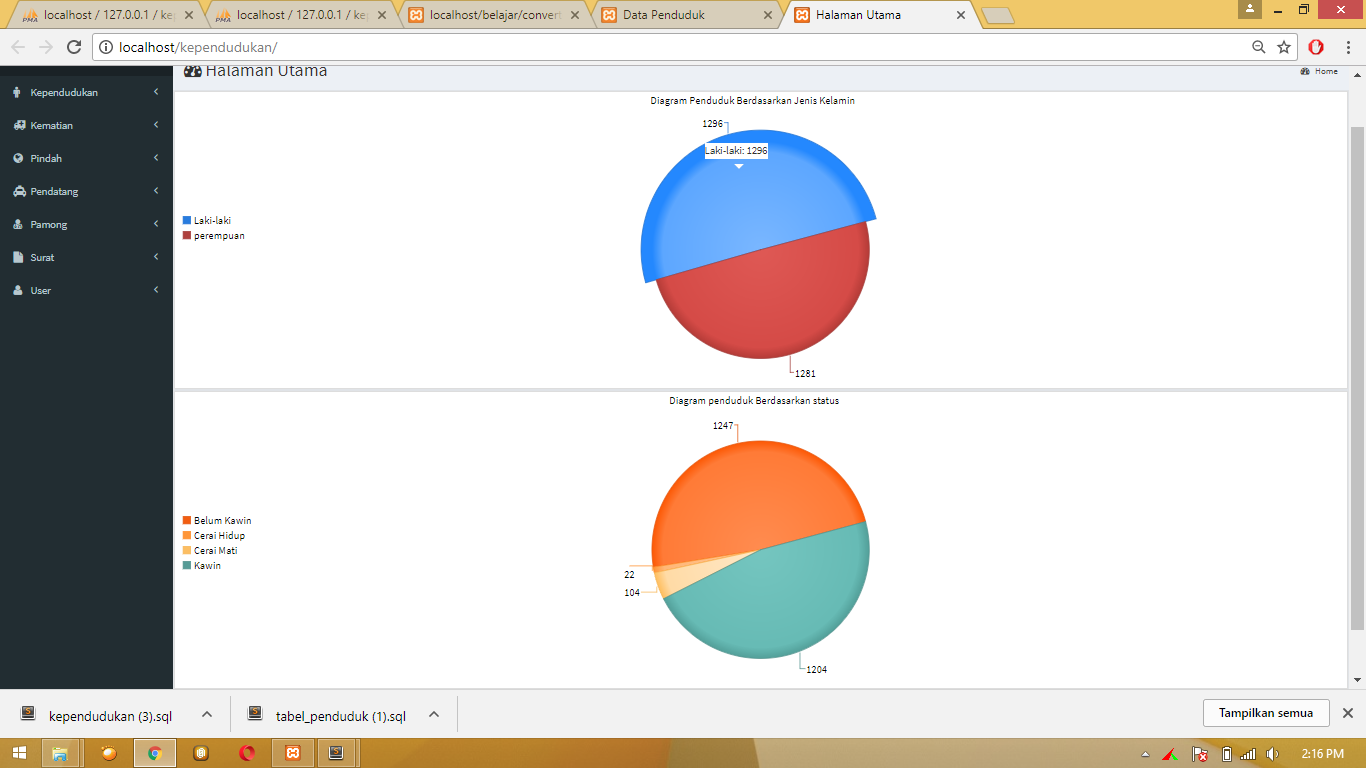 localhost / 127.0.0.1 / kep
localhost / 127.0.0.1 / kep
localhost/belajar/convert
Data Penduduk
Halaman Utama
localhost/kependudukan/
Halaman Utama
Home
Kependudukan
Kematian
Pindah
Pendatang
Pamong
Surat
User
Diagram Penduduk Berdasarkan Jenis Kelamin
1296
Laki-laki: 1296
Laki-laki
perempuan
1281
Diagram penduduk Berdasarkan status
1247
Belum Kawin
Cerai Hidup
Cerai Mati
Kawin
22
104
1204
kependudukan (3).sql
tabel_penduduk (1).sql
Tampilkan semua
2:16 PM